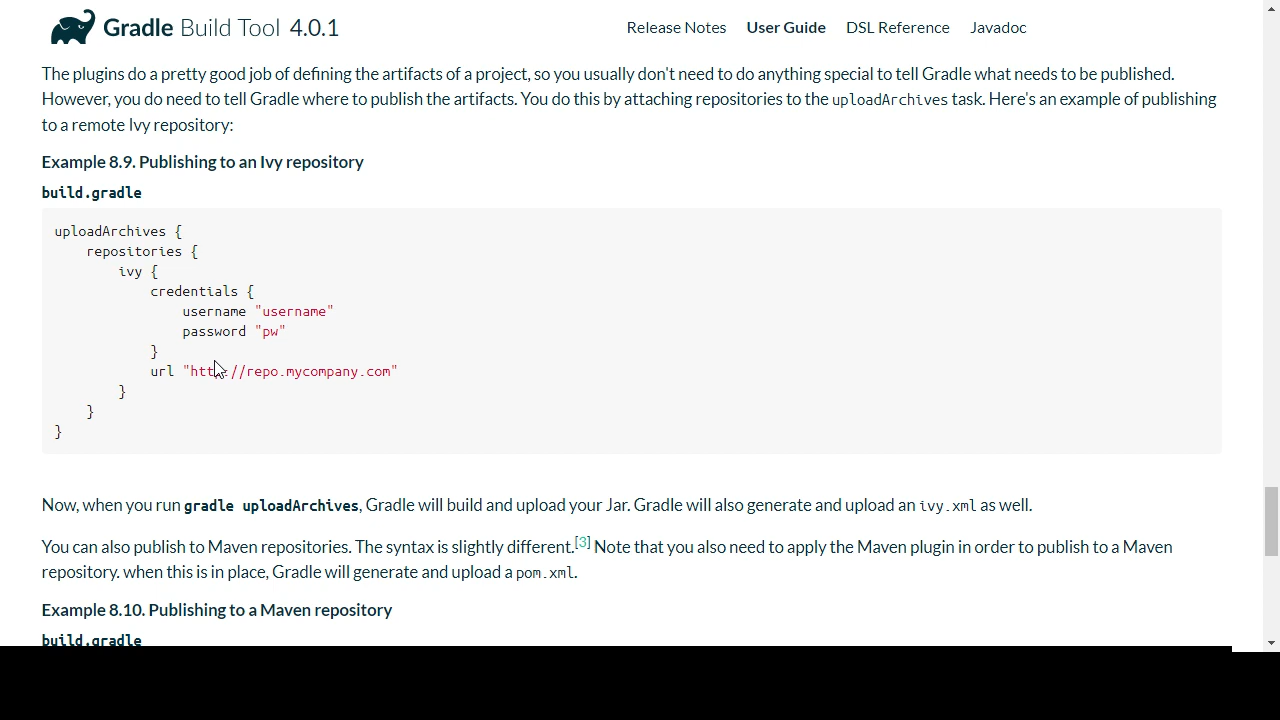 Gradle Build Tool 4.0.1 Release Notes User Guide DSL Reference Javadoc
The plugins do a pretty good job of defining the artifacts of a project, so you usually don't need to do anything special to tell Gradle what needs to be published.
However, you do need to tell Gradle where to publish the artifacts. You do this by attaching repositories to the uploadArchives task. Here's an example of publishing
to a remote Ivy repository:
Example 8.9. Publishing to an Ivy repository
build.gradle
uploadArchives {
    repositories {
        ivy {
            credentials {
                username "username"
                password "pw"
            }
            url "http://repo.mycompany.com"
        }
    }
}
Now, when you run gradle uploadArchives, Gradle will build and upload your Jar. Gradle will also generate and upload an ivy.xml as well.
You can also publish to Maven repositories. The syntax is slightly different.[3] Note that you also need to apply the Maven plugin in order to publish to a Maven
repository. when this is in place, Gradle will generate and upload a pom.xml.
Example 8.10. Publishing to a Maven repository
build.gradle